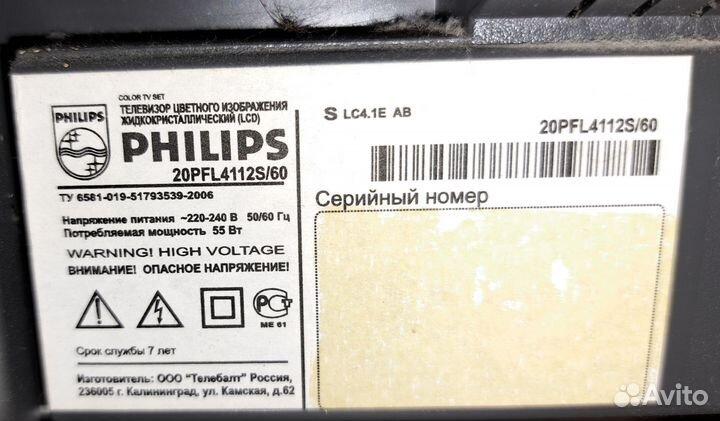 COLOR TV SET
ТЕЛЕВИЗОР ЦВЕТНОГО ИЗОБРАЖЕНИЯ
ЖИДКОКРИСТАЛЛИЧЕСКИЙ (LCD)
PHILIPS
PHILIPS
20PFL4112S/60
ТУ 6581-019-51793539-2006
Напряжение питания ~220-240 В 50/60 Гц
Потребляемая мощность 55 Вт
WARNING! HIGH VOLTAGE
ВНИМАНИЕ! ОПАСНОЕ НАПРЯЖЕНИЕ!
МЕ 61
Срок службы 7 лет
Изготовитель: ООО "Телебалт" Россия,
236005 г. Калининград, ул. Камская, д.62
S LC4.1E AB
20PFL4112S/60
Серийный номер
Avito